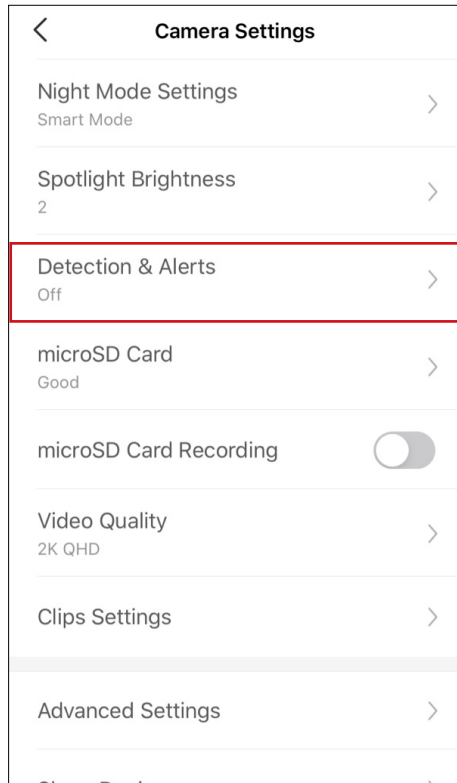 Camera Settings
Night Mode Settings
Smart Mode
Spotlight Brightness
2
Detection & Alerts
Off
microSD Card
Good
microSD Card Recording
Video Quality
2K QHD
Clips Settings
Advanced Settings